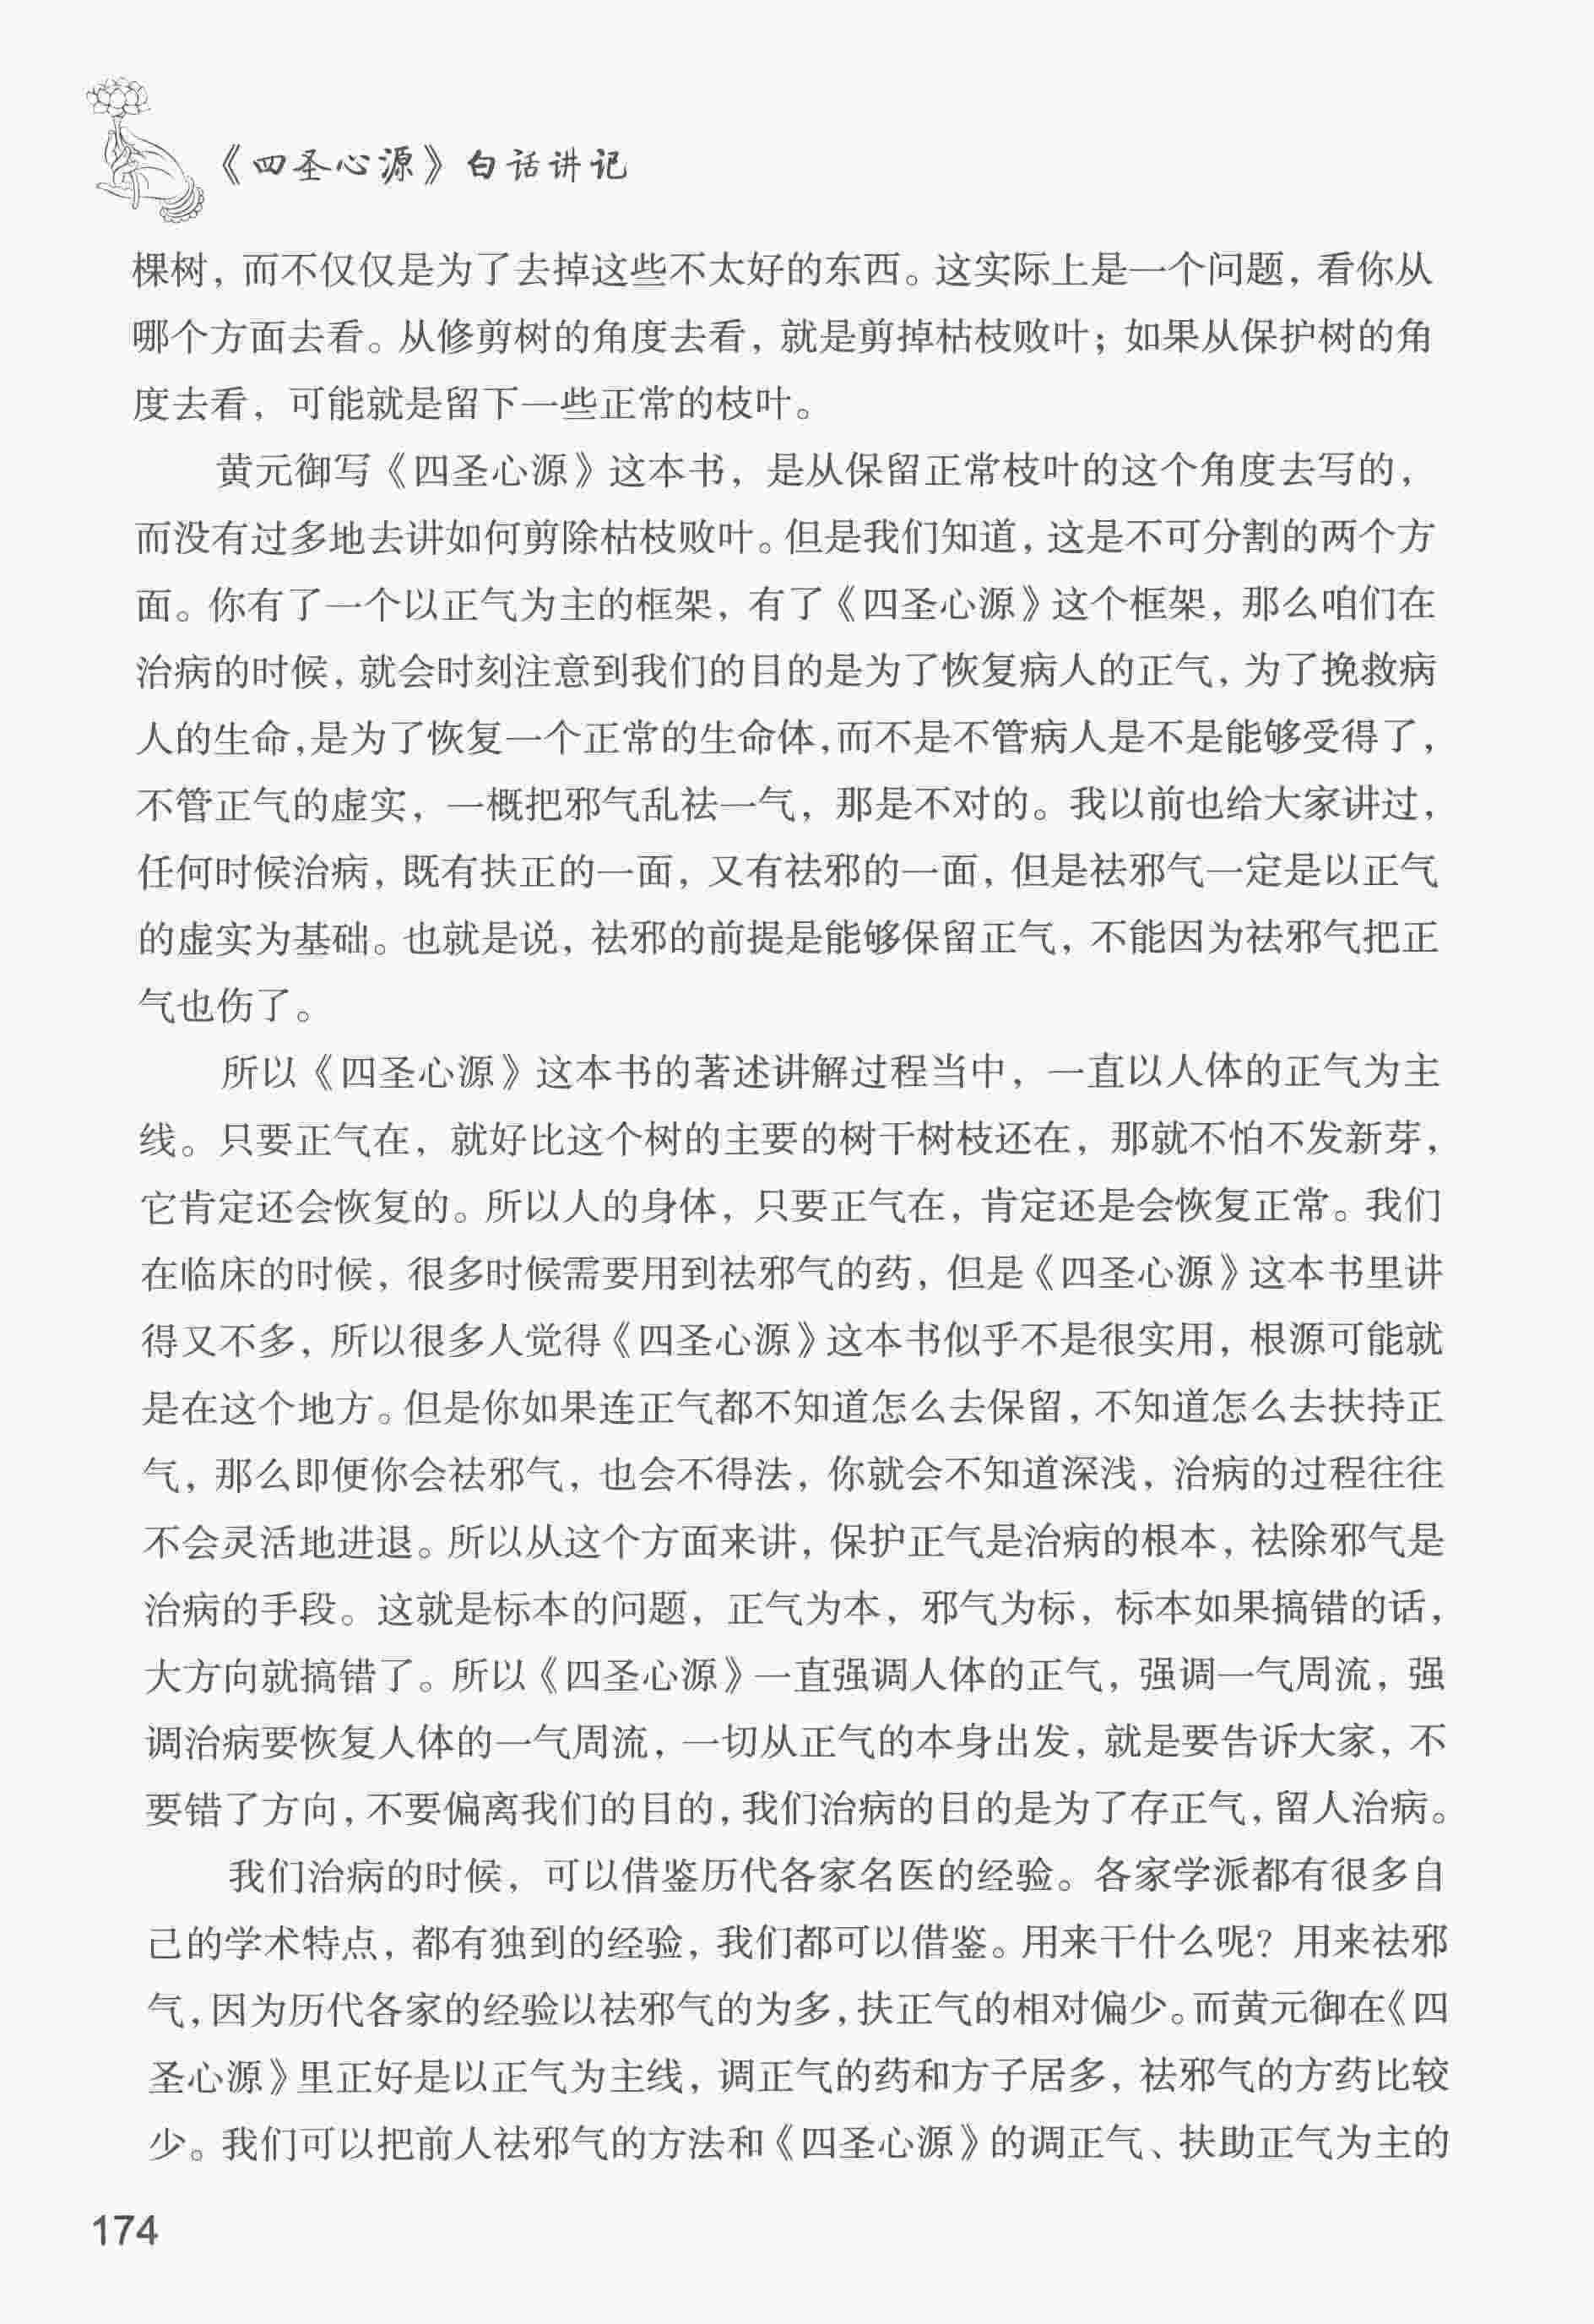 《四圣心源》白话讲记
棵树，而不仅仅是为了去掉这些不太好的东西。这实际上是一个问题，看你从
哪个方面去看。从修剪树的角度去看，就是剪掉枯枝败叶；如果从保护树的角
度去看，可能就是留下一些正常的枝叶。
黄元御写《四圣心源》这本书，是从保留正常枝叶的这个角度去写的，
而没有过多地去讲如何剪除枯枝败叶。但是我们知道，这是不可分割的两个方
面。你有了一个以正气为主的框架，有了《四圣心源》这个框架，那么咱们在
治病的时候，就会时刻注意到我们的目的是为了恢复病人的正气，为了挽救病
人的生命，是为了恢复一个正常的生命体，而不是不管病人是不是能够受得了，
不管正气的虚实，一概把邪气乱祛一气，那是不对的。我以前也给大家讲过，
任何时候治病，既有扶正的一面，又有祛邪的一面，但是祛邪气一定是以正气
的虚实为基础。也就是说，祛邪的前提是能够保留正气，不能因为祛邪气把正
气也伤了。
所以《四圣心源》这本书的著述讲解过程当中，一直以人体的正气为主
线。只要正气在，就好比这个树的主要的树干树枝还在，那就不怕不发新芽，
它肯定还会恢复的。所以人的身体，只要正气在，肯定还是会恢复正常。我们
在临床的时候，很多时候需要用到祛邪气的药，但是《四圣心源》这本书里讲
得又不多，所以很多人觉得《四圣心源》这本书似乎不是很实用，根源可能就
是在这个地方。但是你如果连正气都不知道怎么去保留，不知道怎么去扶持正
气，那么即便你会祛邪气，也会不得法，你就会不知道深浅，治病的过程往往
不会灵活地进退。所以从这个方面来讲，保护正气是治病的根本，祛除邪气是
治病的手段。这就是标本的问题，正气为本，邪气为标，标本如果搞错的话，
大方向就搞错了。所以《四圣心源》一直强调人体的正气，强调一气周流，强
调治病要恢复人体的一气周流，一切从正气的本身出发，就是要告诉大家，不
要错了方向，不要偏离我们的目的，我们治病的目的是为了存正气，留人治病。
我们治病的时候，可以借鉴历代各家名医的经验。各家学派都有很多自
己的学术特点，都有独到的经验，我们都可以借鉴。用来干什么呢？用来祛邪
气，因为历代各家的经验以祛邪气的为多，扶正气的相对偏少。而黄元御在《四
圣心源》里正好是以正气为主线，调正气的药和方子居多，祛邪气的方药比较
少。我们可以把前人祛邪气的方法和《四圣心源》的调正气、扶助正气为主的
174